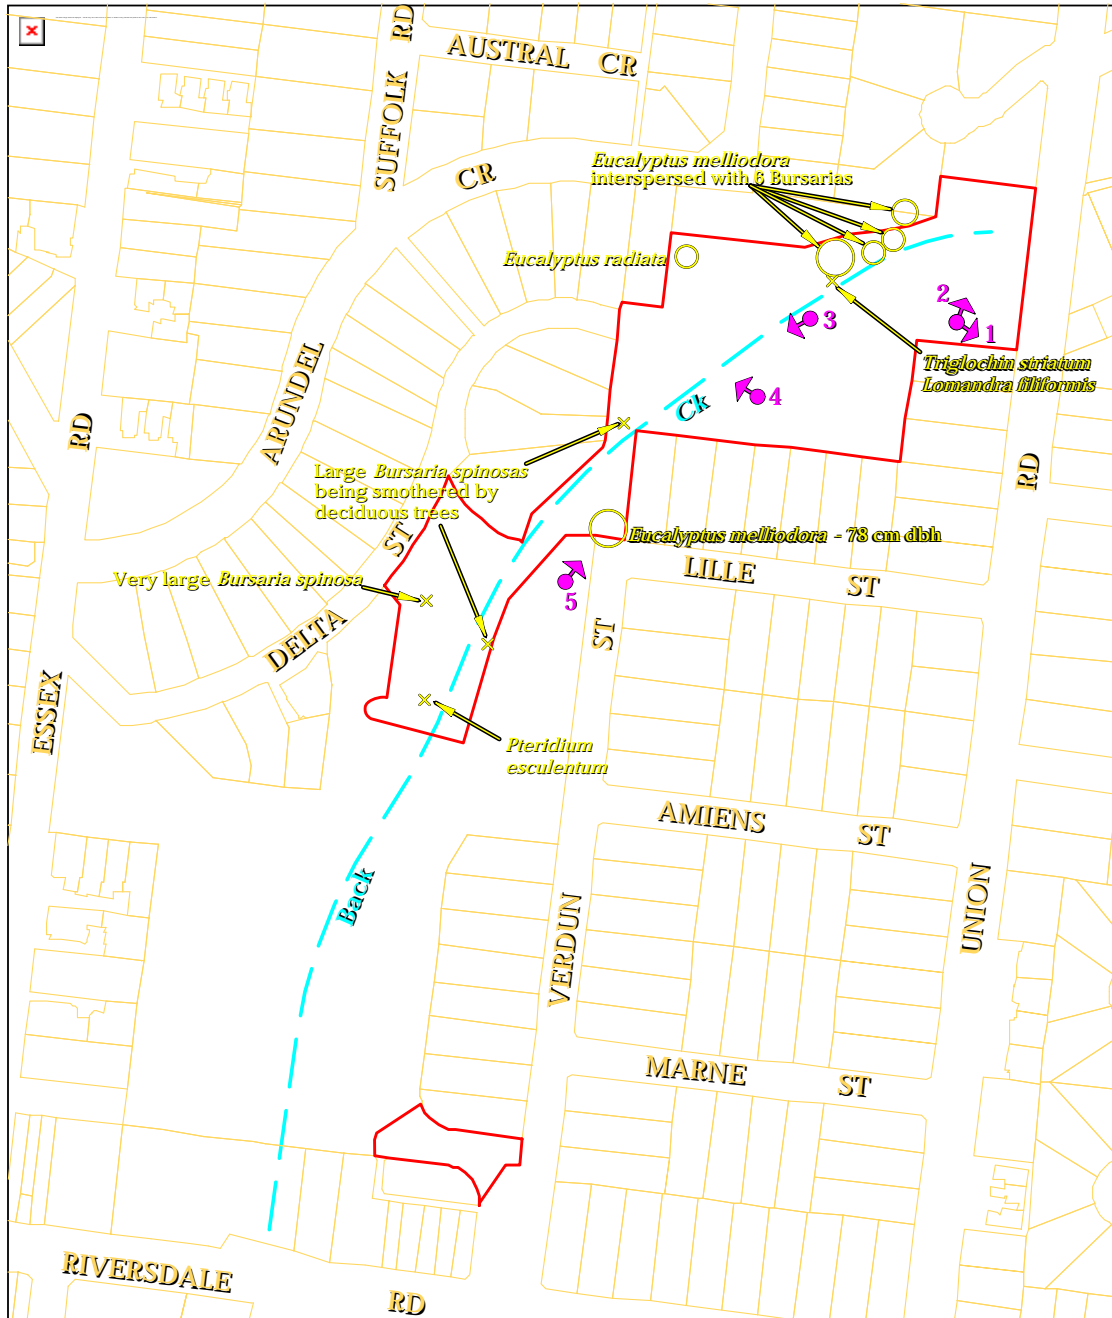 RD
SUFFOLK
AUSTRAL CR
CR
Eucalyptus melliodora
interspersed with 6 Bursarias
Eucalyptus radiata
2
1
3
Triglochin striatum
Lomandra filiformis
4
Ck
ARUNDEL
RD
RD
Large Bursaria spinosas
being smothered by
deciduous trees
ST
Eucalyptus melliodora - 78 cm dbh
LILLE ST
Very large Bursaria spinosa
5
DELTA
ST
ESSEX
Pteridium
esculentum
AMIENS ST
Back
VERDUN
UNION
MARNE ST
RIVERSDALE RD